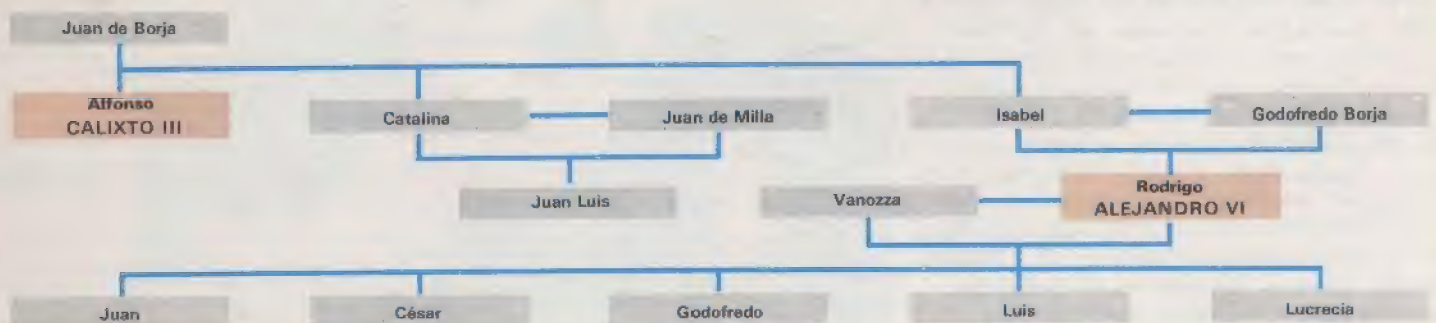 Juan de Borja
Alfonso
CALIXTO III
Catalina
Juan de Milla
Isabel
Godofredo Borja
Juan Luis
Vanozza
Rodrigo
ALEJANDRO VI
Juan
César
Godofredo
Luis
Lucrecia